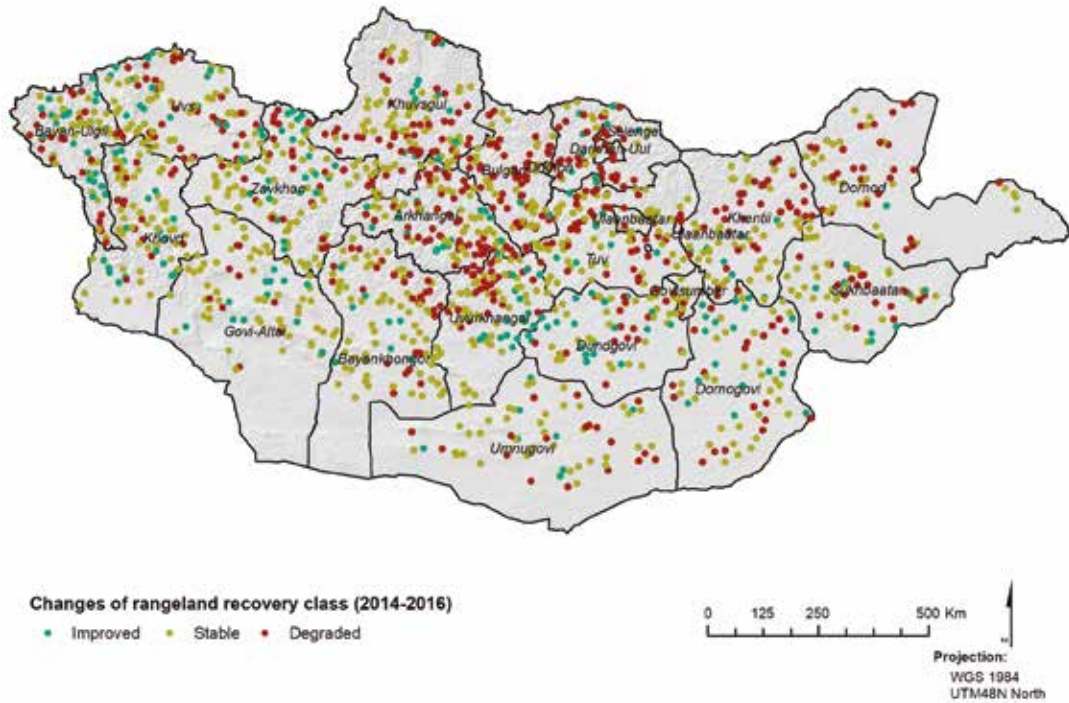 Khuvsgul
Uvs
Bayan-Ulgii
Selenge
Darkhan-Uul
Bulgan
Dornod
Zavkhan
Arkhangai
Ulaanbaatar
Khentii
Ulaanbaatar
Khovd
Tuv
Govisumber
Sukhbaatar
Uvurkhangai
Govi-Altai
Dundgovi
Bayankhongor
Dornogovi
Umnugovi
Changes of rangeland recovery class (2014-2016)
Improved Stable Degraded
0 125 250 500 Km
Projection:
WGS 1984
UTM48N North